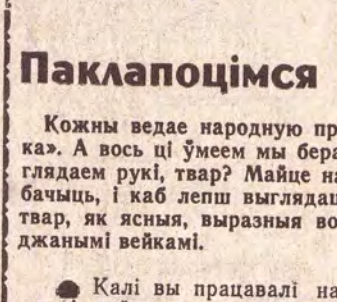 Паклапоцімся
Кожны ведае народную пр
ка». А вось ці ўмеем мы бера
глядаем рукі, твар? Майце на
бачыць, і каб лепш выглядац
твар, як ясныя, выразныя во
джанымі вейкамі.
Калі вы працавалі на